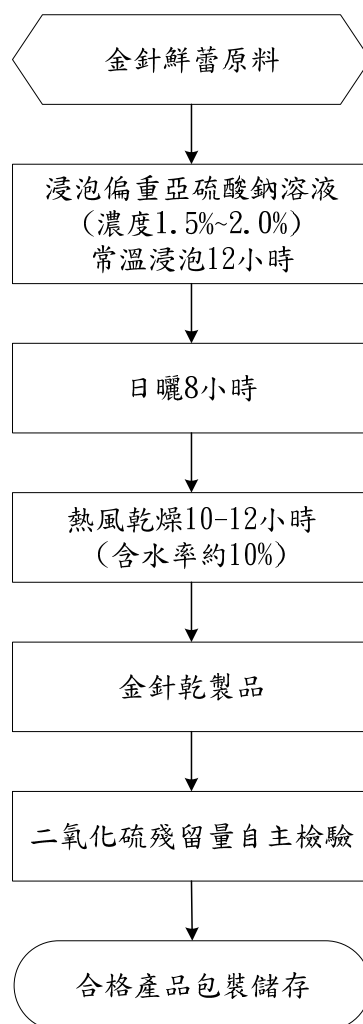 金針鮮蕾原料
浸泡偏重亞硫酸鈉溶液
(濃度1.5%~2.0%)
常溫浸泡12小時
日曬8小時
熱風乾燥10-12小時
(含水率約10%)
金針乾製品
二氧化硫殘留量自主檢驗
合格產品包裝儲存